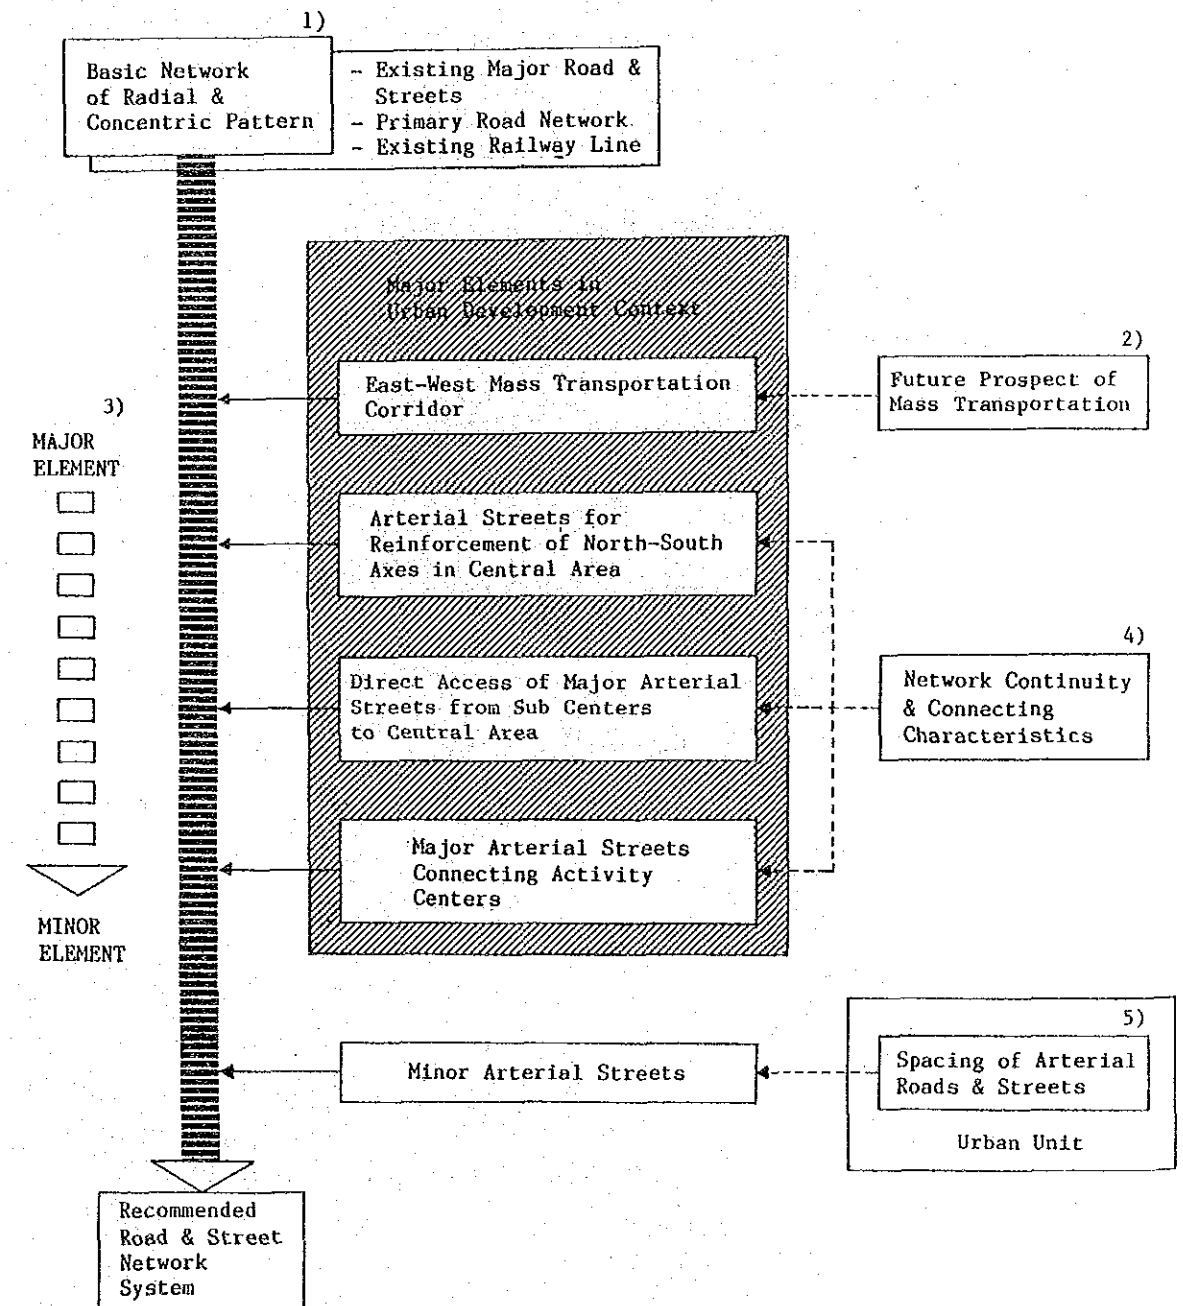 1)
Basic Network
of Radial &
Concentric Pattern
- Existing Major Road &
Streets
- Primary Road Network
- Existing Railway Line
Major Elements in
Urban Development Context
2)
East-West Mass Transportation
Corridor
Future Prospect of
Mass Transportation
3)
MAJOR
ELEMENT
Arterial Streets for
Reinforcement of North-South
Axes in Central Area
4)
Direct Access of Major Arterial
Streets from Sub Centers
to Central Area
Network Continuity
& Connecting
Characteristics
Major Arterial Streets
Connecting Activity
Centers
MINOR
ELEMENT
5)
Minor Arterial Streets
Spacing of Arterial
Roads & Streets
Urban Unit
Recommended
Road & Street
Network
System